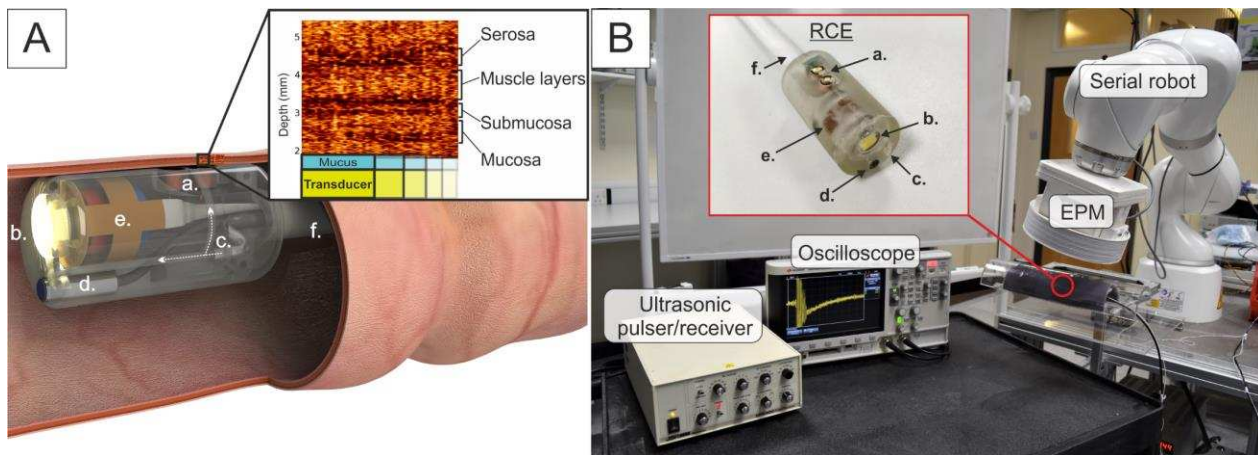 A
5
4
3
2
Depth (mm)
Serosa
Muscle layers
Submucosa
Mucosa
Mucus
Transducer
a.
b.
e.
c.
d.
f.
B
RCE
f.
a.
b.
e.
c.
d.
Serial robot
EPM
Oscilloscope
Ultrasonic
pulser/receiver